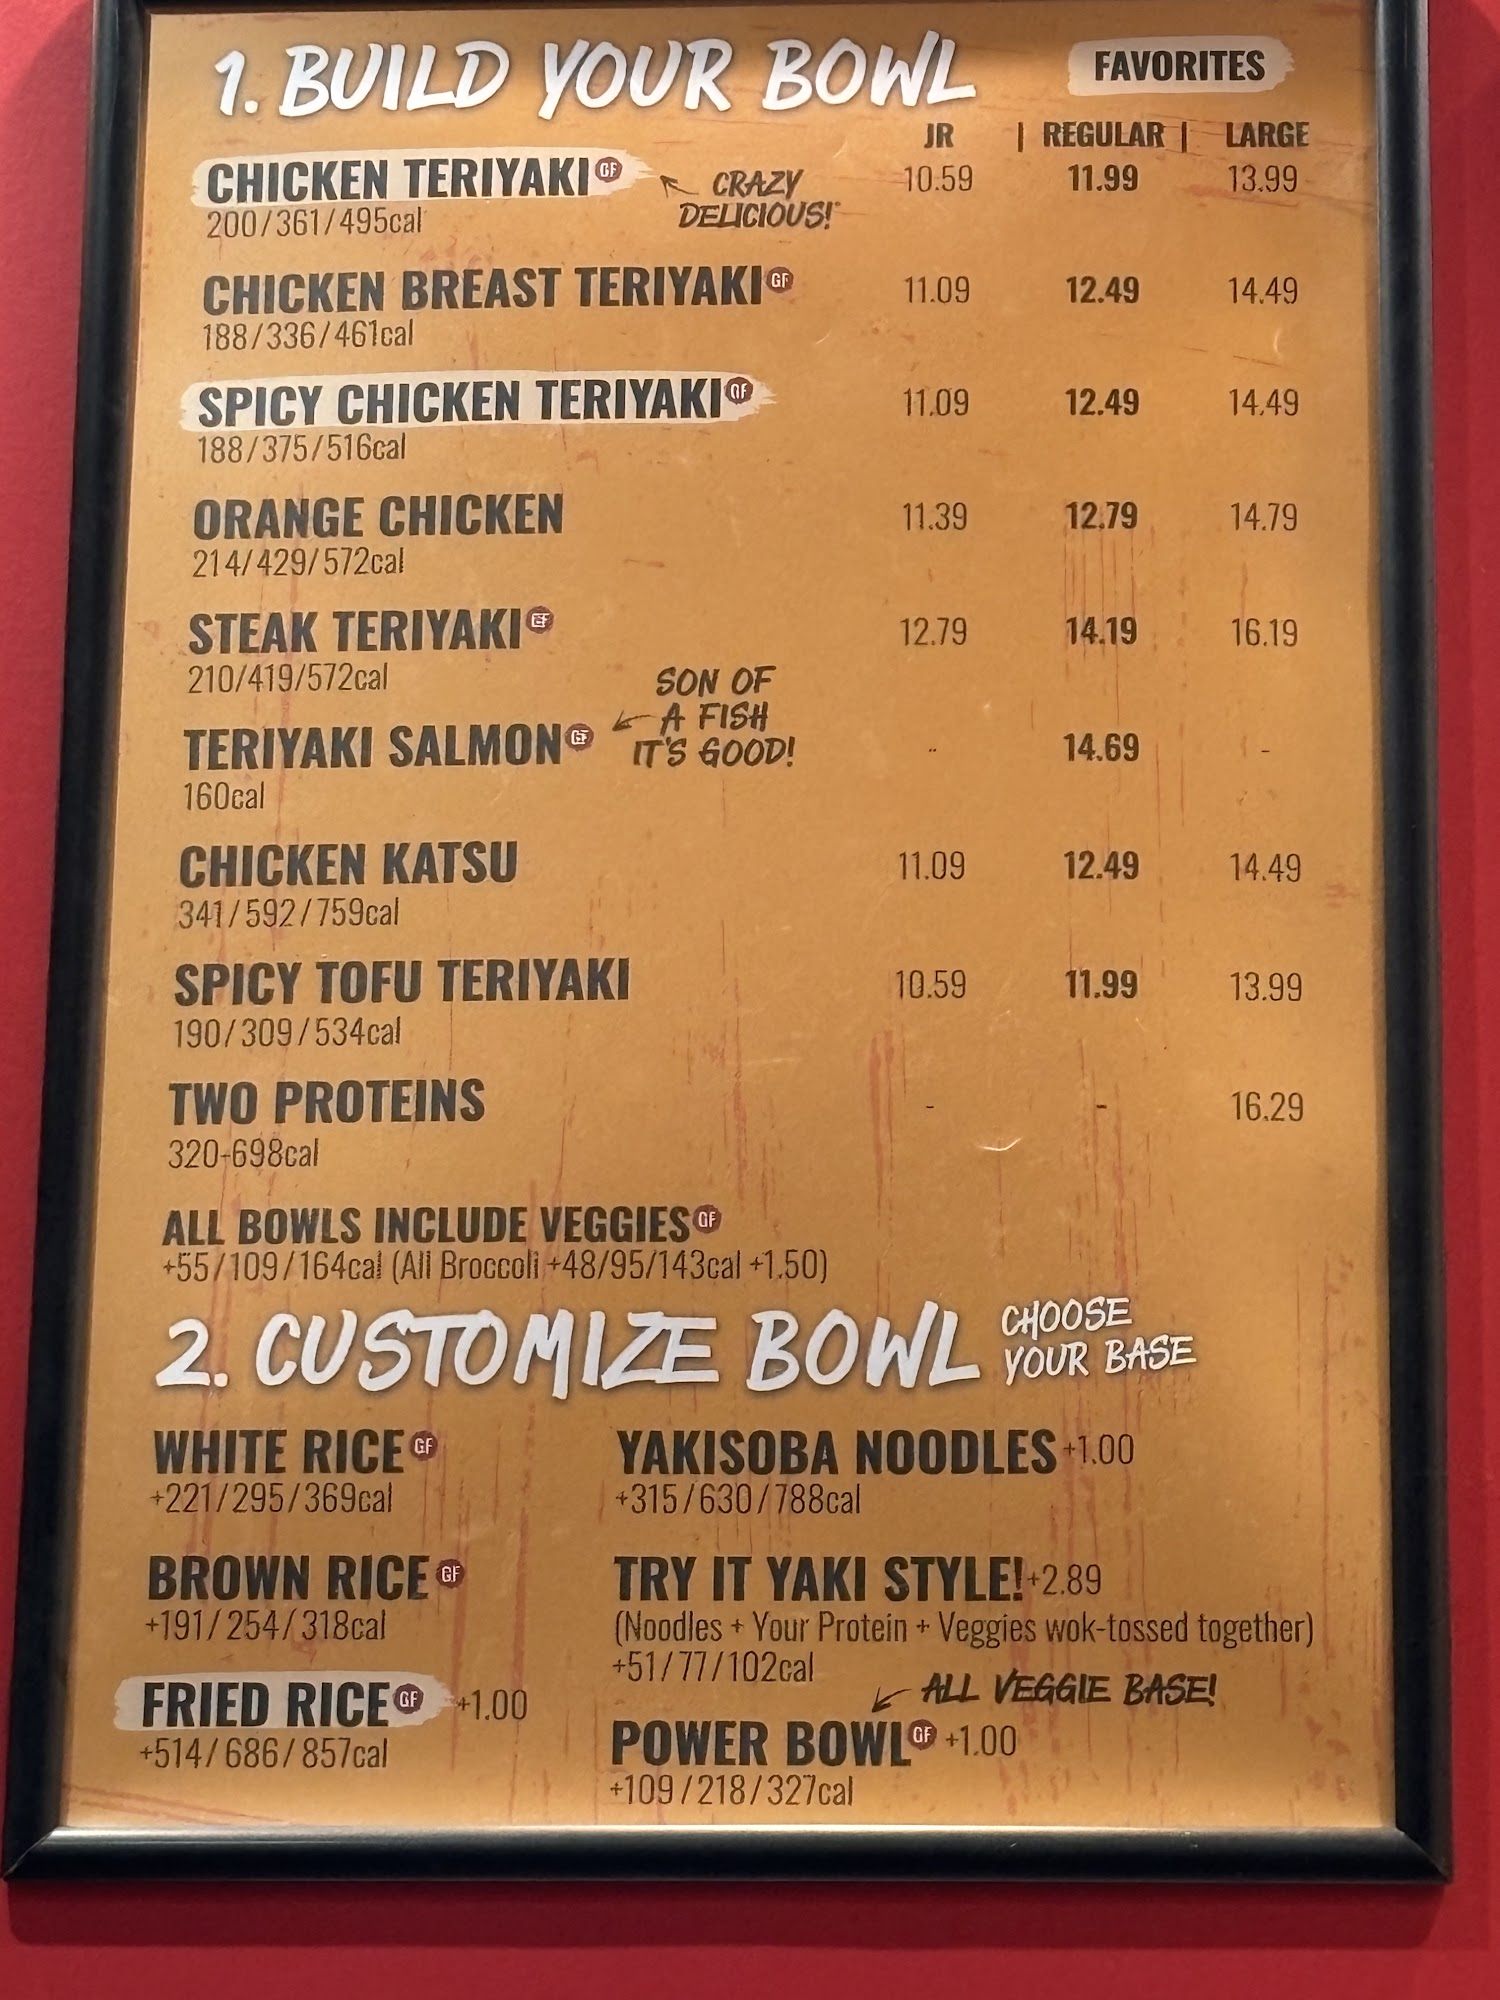 1. BUILD YOUR BOWL FAVORITES
JR | REGULAR | LARGE
CHICKEN TERIYAKI GF CRAZY DELICIOUS! 10.59 11.99 13.99
200/361/495cal
CHICKEN BREAST TERIYAKI GF 11.09 12.49 14.49
188/336/461cal
SPICY CHICKEN TERIYAKI GF 11.09 12.49 14.49
188/375/516cal
ORANGE CHICKEN 11.39 12.79 14.79
214/429/572cal
STEAK TERIYAKI GF 12.79 14.19 16.19
210/419/572cal
SON OF
A FISH
IT'S GOOD!
TERIYAKI SALMON GF - 14.69 -
160cal
CHICKEN KATSU 11.09 12.49 14.49
341/592/759cal
SPICY TOFU TERIYAKI 10.59 11.99 13.99
190/309/534cal
TWO PROTEINS - - 16.29
320-698cal
ALL BOWLS INCLUDE VEGGIES GF
+55/109/164cal (All Broccoli +48/95/143cal +1.50)
2. CUSTOMIZE BOWL CHOOSE YOUR BASE
WHITE RICE GF
+221/295/369cal
BROWN RICE GF
+191/254/318cal
FRIED RICE GF +1.00
+514/686/857cal
YAKISOBA NOODLES +1.00
+315/630/788cal
TRY IT YAKI STYLE! +2.89
(Noodles + Your Protein + Veggies wok-tossed together)
+51/77/102cal
ALL VEGGIE BASE!
POWER BOWL GF +1.00
+109/218/327cal